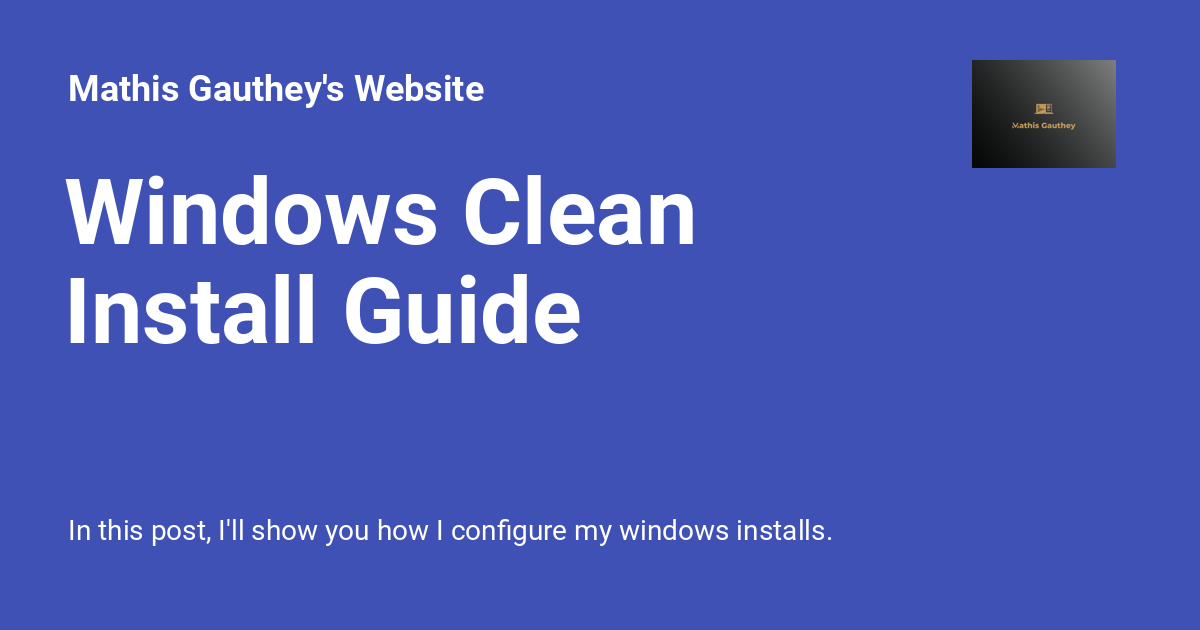 Mathis Gauthey's Website
Mathis Gauthey
Windows Clean
Install Guide
In this post, I'll show you how I configure my windows installs.